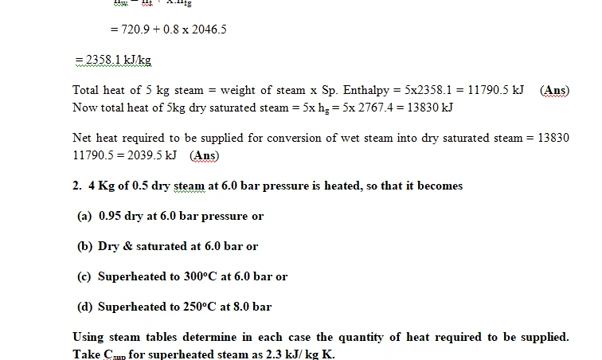 hw = hf + x.hfg
= 720.9 + 0.8 x 2046.5
= 2358.1 kJ/kg
Total heat of 5 kg steam = weight of steam x Sp. Enthalpy = 5x2358.1 = 11790.5 kJ (Ans)
Now total heat of 5kg dry saturated steam = 5x hg = 5x 2767.4 = 13830 kJ
Net heat required to be supplied for conversion of wet steam into dry saturated steam = 13830
11790.5 = 2039.5 kJ (Ans)
2. 4 Kg of 0.5 dry steam at 6.0 bar pressure is heated, so that it becomes
(a) 0.95 dry at 6.0 bar pressure or
(b) Dry & saturated at 6.0 bar or
(c) Superheated to 300°C at 6.0 bar or
(d) Superheated to 250°C at 8.0 bar
Using steam tables determine in each case the quantity of heat required to be supplied.
Take Csup for superheated steam as 2.3 kJ/ kg K.